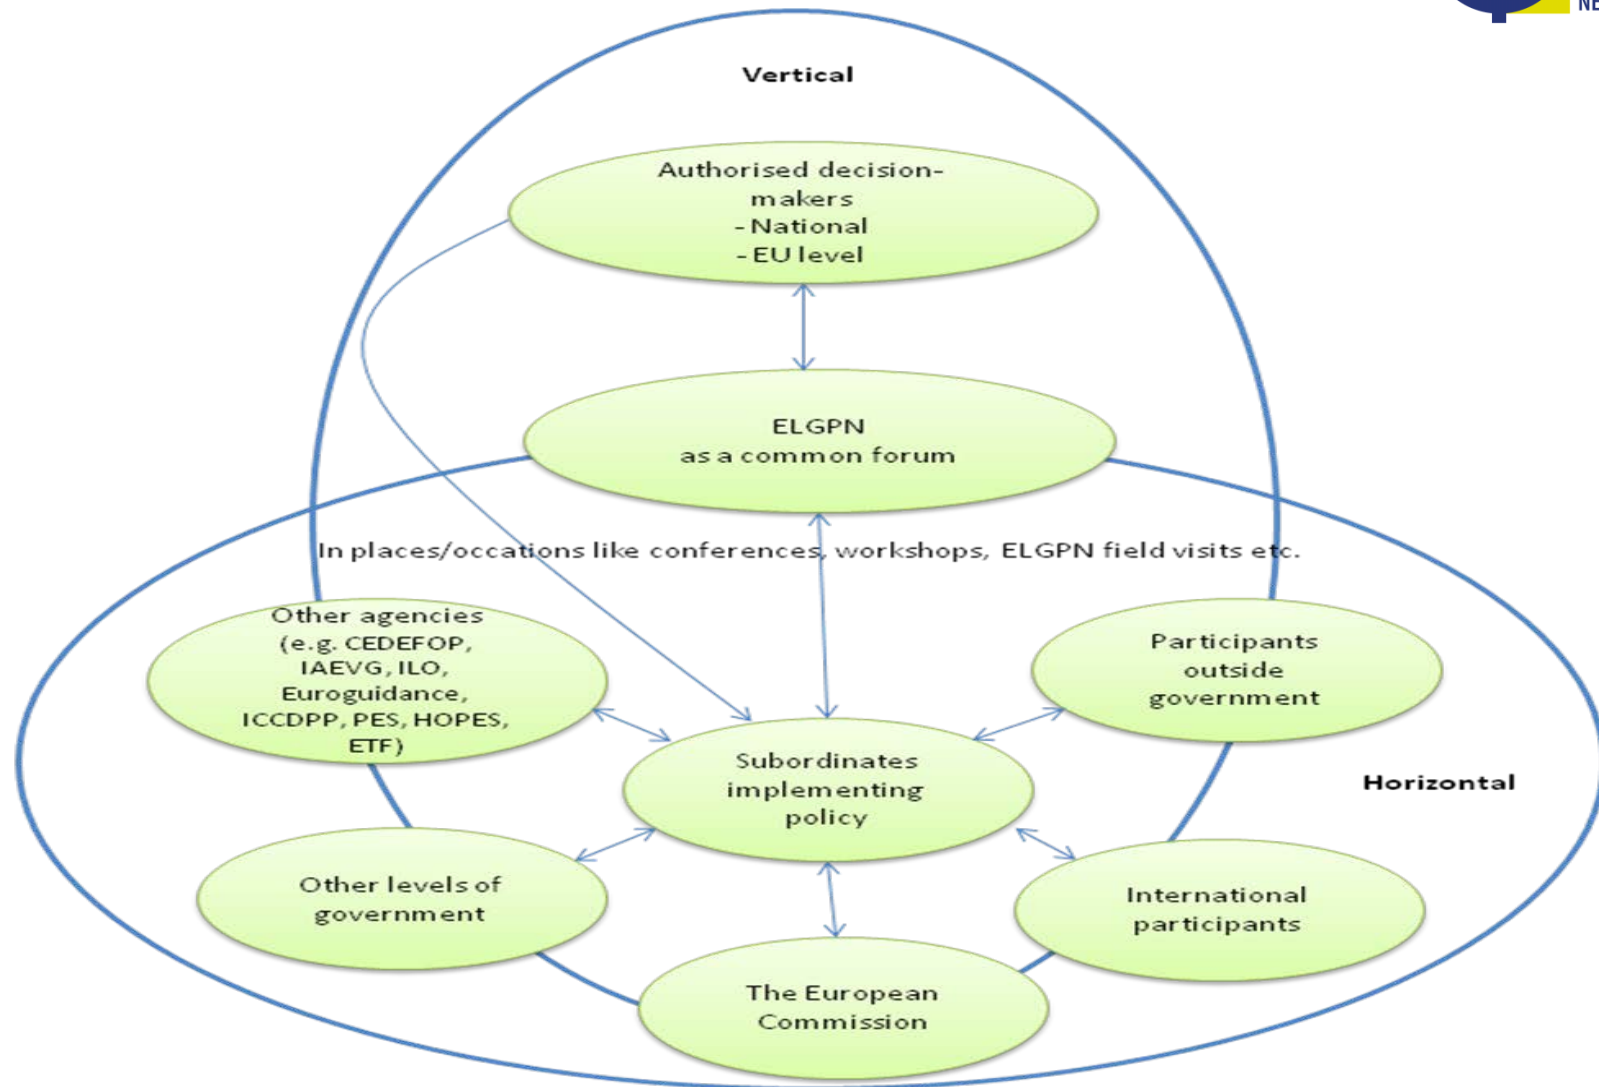 NE
Vertical
Authorised decision-
makers
- National
- EU level
ELGPN
as a common forum
In places/occations like conferences, workshops, ELGPN field visits etc.
Other agencies
(e.g. CEDEFOP,
IAEVG, ILO,
Euroguidance,
ICCDPP, PES, HOPES,
ETF)
Participants
outside
government
Subordinates
implementing
policy
Horizontal
Other levels of
government
International
participants
The European
Commission